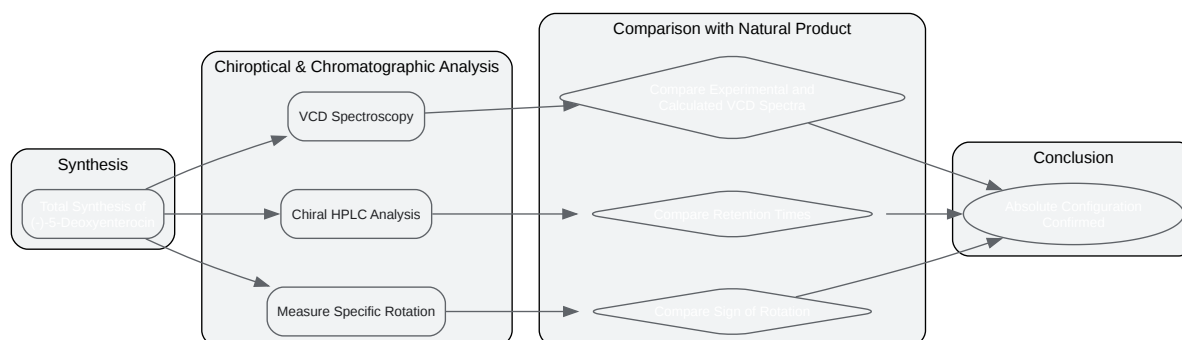 Synthesis
Total Synthesis of
(-)-5-Deoxyenterocin
Chiroptical & Chromatographic Analysis
VCD Spectroscopy
Chiral HPLC Analysis
Measure Specific Rotation
Comparison with Natural Product
Compare Experimental and
Calculated VCD Spectra
Compare Retention Times
Compare Sign of Rotation
Conclusion
Absolute Configuration
Confirmed